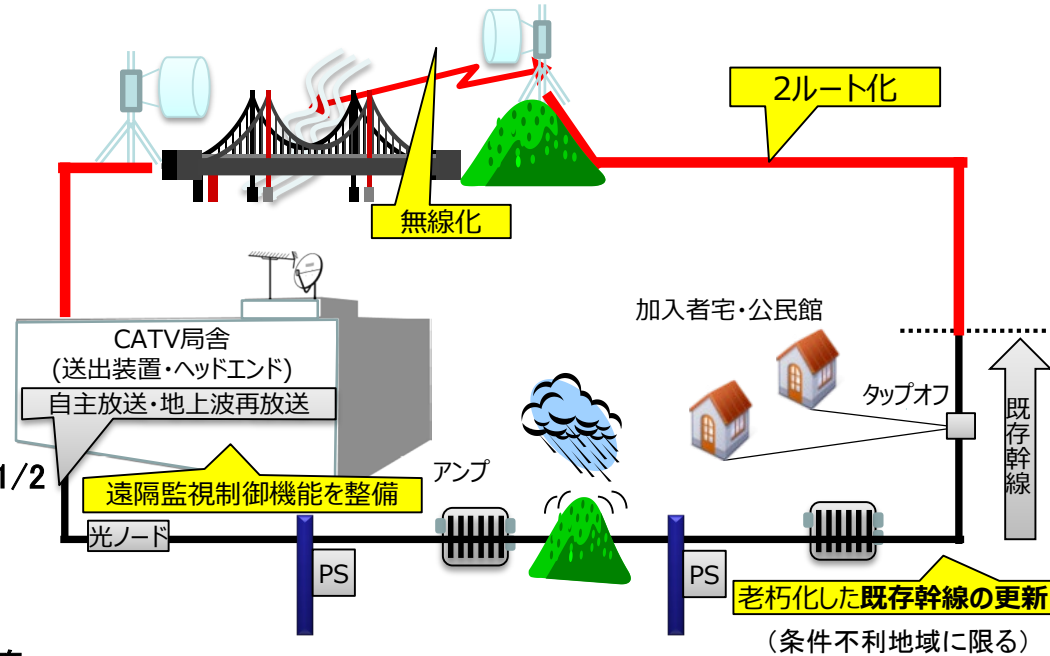 2ルート化
無線化
加入者宅・公民館
CATV局舎
(送出装置・ヘッドエンド)
自主放送・地上波再放送
タップオフ
既存幹線
1/2
遠隔監視制御機能を整備
アンプ
光ノード
PS
PS
老朽化した既存幹線の更新
（条件不利地域に限る）